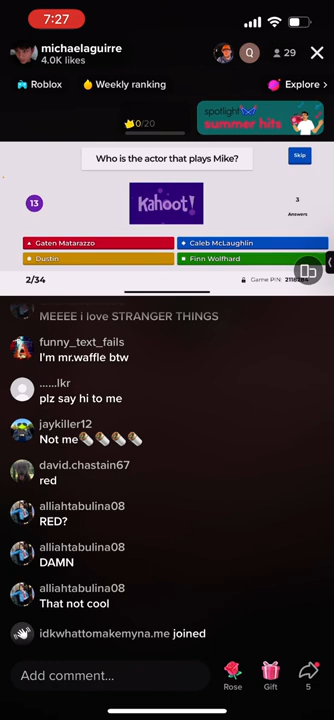 7:27
michaelaguirre
4.0K likes
Q
29
Roblox
Weekly ranking
Explore >
0/20
spotlight
summer hits
Who is the actor that plays Mike?
Skip
13
Kahoot!
3
Answers
Gaten Matarazzo
Caleb McLaughlin
Dustin
Finn Wolfhard
2/34
Game PIN:
MEEEE i love STRANGER THINGS
funny_text_fails
I'm mr.waffle btw
......lkr
plz say hi to me
jaykiller12
Not me
david.chastain67
red
alliahtabulina08
RED?
alliahtabulina08
DAMN
alliahtabulina08
That not cool
idkwhattomakemyna.me joined
Add comment...
Rose
Gift
5